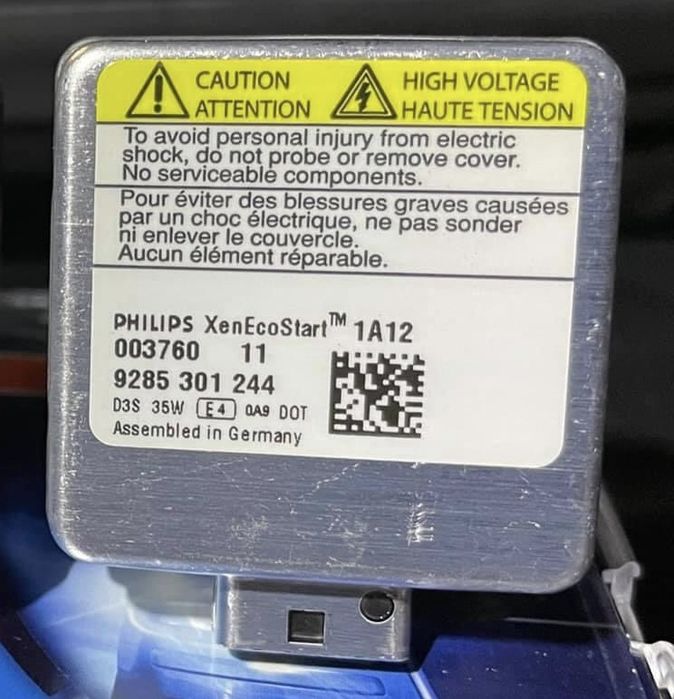 CAUTION
ATTENTION
HIGH VOLTAGE
HAUTE TENSION
To avoid personal injury from electric
shock, do not probe or remove cover.
No serviceable components.
Pour éviter des blessures graves causées
par un choc électrique, ne pas sonder
ni enlever le couvercle.
Aucun élément réparable.
PHILIPS XenEcoStart™ 1A12
003760 11
9285 301 244
D3S 35W E4 0A9 DOT
Assembled in Germany